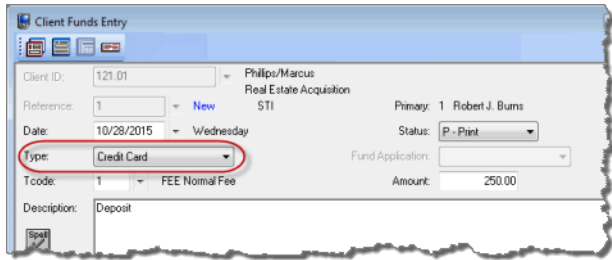 Client Funds Entry
Client ID: 121.01 Phillips/Marcus
Real Estate Acquisition
Reference: 1 New STI Primary: 1 Robert J. Burns
Date: 10/28/2015 Wednesday Status: P - Print
Type: Credit Card Fund Application:
Tcode: 1 FEE Normal Fee Amount: 250.00
Description: Deposit
Spell